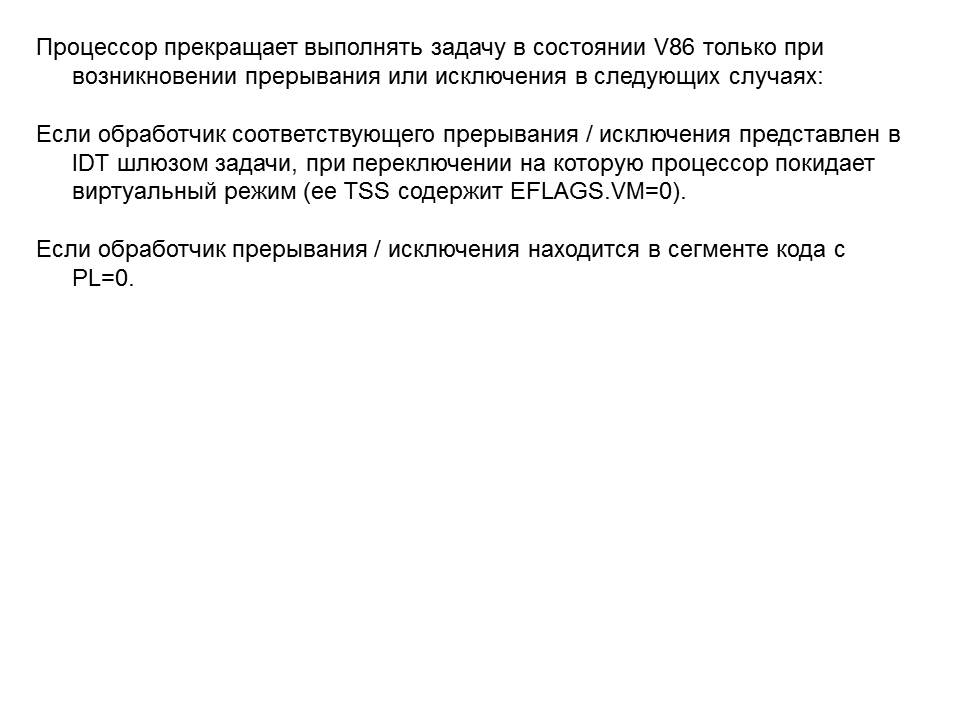 Процессор прекращает выполнять задачу в состоянии V86 только при
возникновении прерывания или исключения в следующих случаях:
Если обработчик соответствующего прерывания / исключения представлен в
IDT шлюзом задачи, при переключении на которую процессор покидает
виртуальный режим (ее TSS содержит EFLAGS.VM=0).
Если обработчик прерывания / исключения находится в сегменте кода с
PL=0.